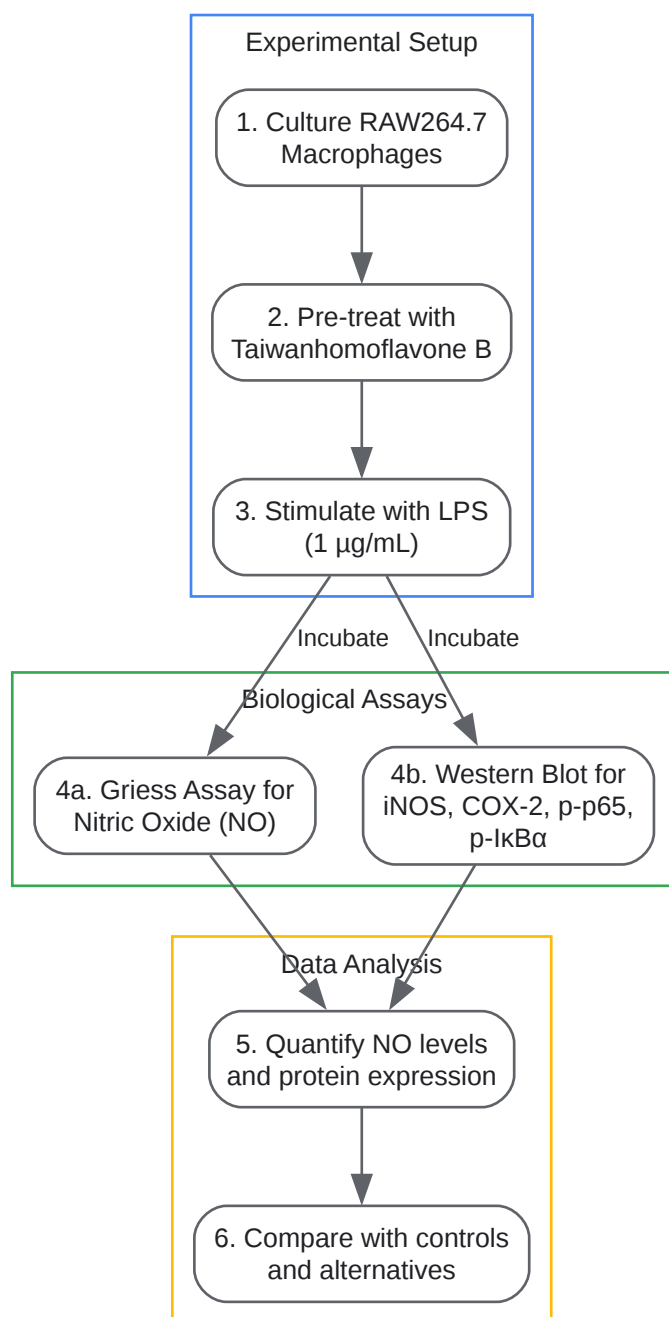 Experimental Setup
1. Culture RAW264.7
Macrophages
2. Pre-treat with
Taiwanhomoflavone B
3. Stimulate with LPS
(1 µg/mL)
Incubate
Incubate
Biological Assays
4a. Griess Assay for
Nitric Oxide (NO)
4b. Western Blot for
iNOS, COX-2, p-p65,
p-IκBα
Data Analysis
5. Quantify NO levels
and protein expression
6. Compare with controls
and alternatives